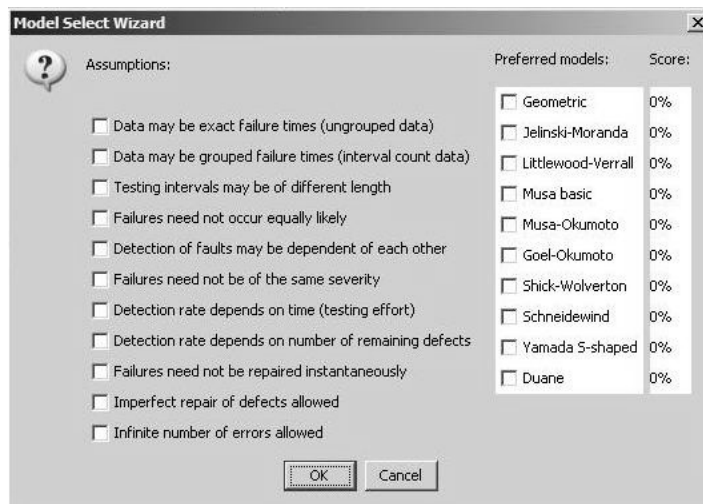 Model Select Wizard
Assumptions:
Preferred models: Score:
Data may be exact failure times (ungrouped data)
Data may be grouped failure times (interval count data)
Testing intervals may be of different length
Failures need not occur equally likely
Detection of faults may be dependent of each other
Failures need not be of the same severity
Detection rate depends on time (testing effort)
Detection rate depends on number of remaining defects
Failures need not be repaired instantaneously
Imperfect repair of defects allowed
Infinite number of errors allowed
Geometric 0%
Jelinski-Moranda 0%
Littlewood-Verrall 0%
Musa basic 0%
Musa-Okumoto 0%
Goel-Okumoto 0%
Shick-Wolverton 0%
Schneidewind 0%
Yamada S-shaped 0%
Duane 0%
OK Cancel